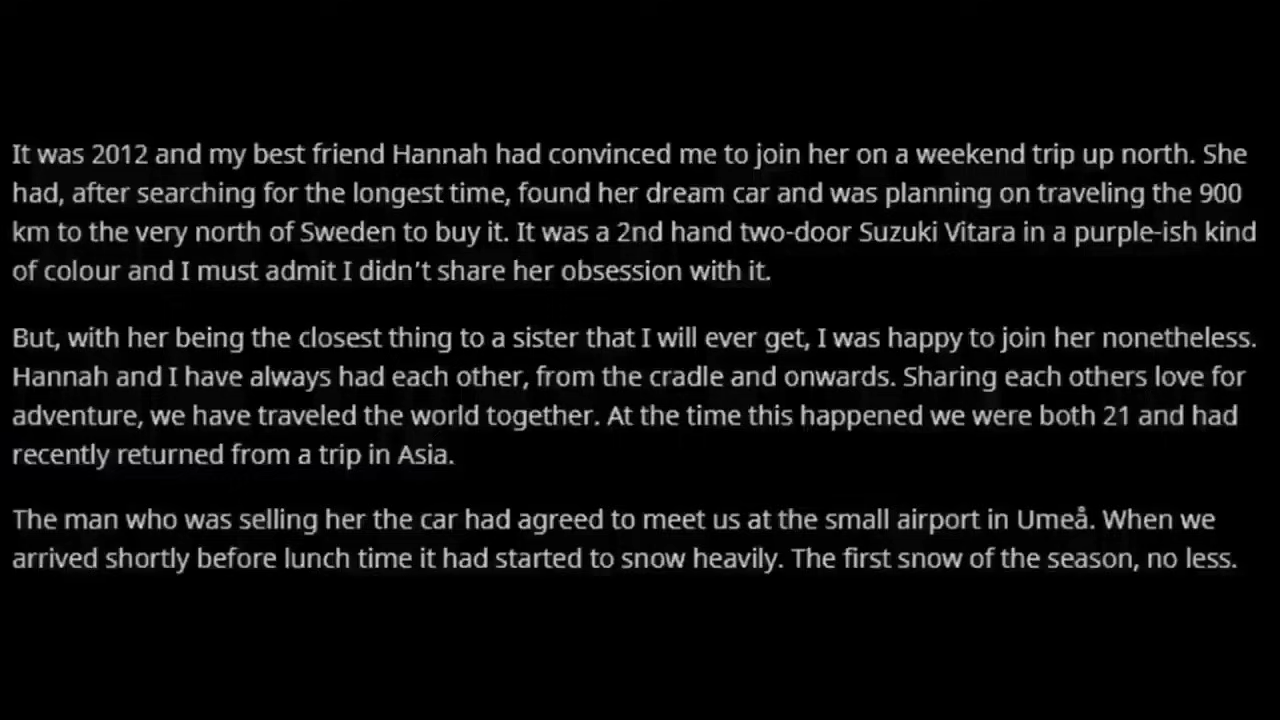 It was 2012 and my best friend Hannah had convinced me to join her on a weekend trip up north. She
had, after searching for the longest time, found her dream car and was planning on traveling the 900
km to the very north of Sweden to buy it. It was a 2nd hand two-door Suzuki Vitara in a purple-ish kind
of colour and I must admit I didn't share her obsession with it.
But, with her being the closest thing to a sister that I will ever get, I was happy to join her nonetheless.
Hannah and I have always had each other, from the cradle and onwards. Sharing each others love for
adventure, we have traveled the world together. At the time this happened we were both 21 and had
recently returned from a trip in Asia.
The man who was selling her the car had agreed to meet us at the small airport in Umeå. When we
arrived shortly before lunch time it had started to snow heavily. The first snow of the season, no less.